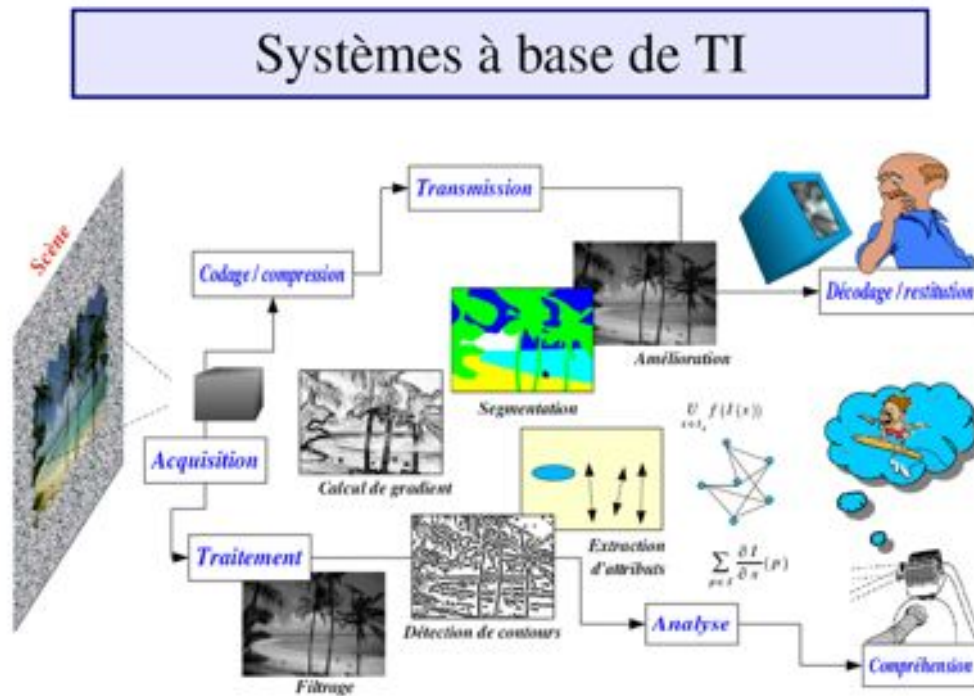 Systèmes à base de TI
Scène
Transmission
Codage / compression
Décodage / restitution
Amélioration
Segmentation
Acquisition
Calcul de gradient
Traitement
Extraction
d'attributs
Détection de contours
Analyse
Filtrage
Compréhension